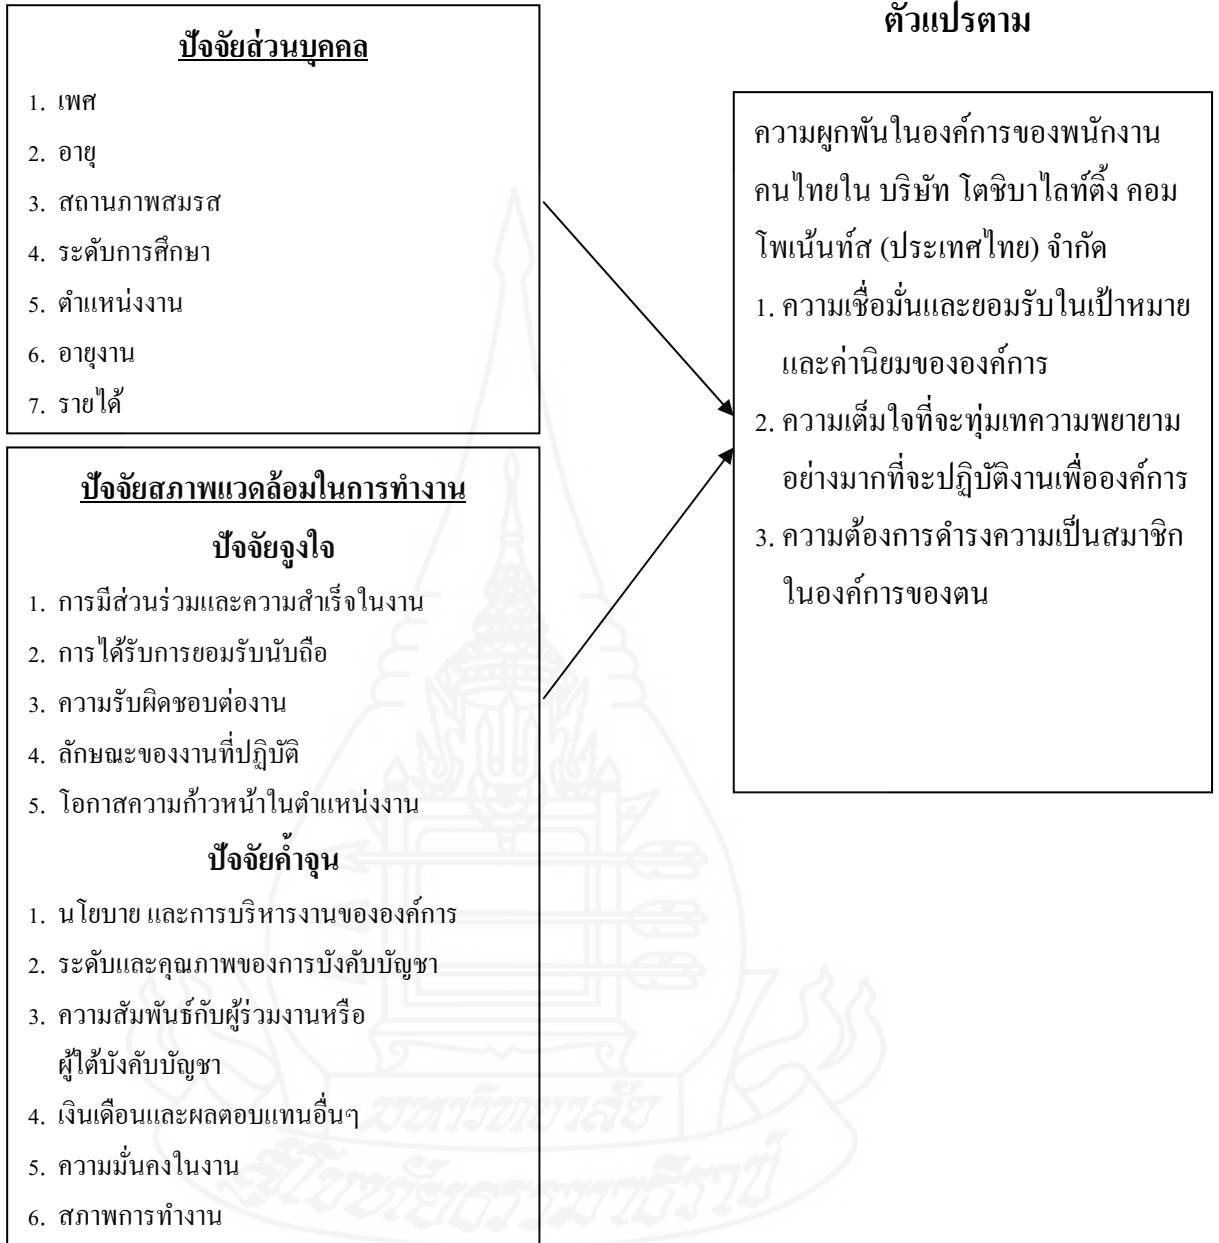 ปัจจัยส่วนบุคคล
1. เพศ
2. อายุ
3. สถานภาพสมรส
4. ระดับการศึกษา
5. ตำแหน่งงาน
6. อายุงาน
7. รายได้
ปัจจัยสภาพแวดล้อมในการทำงาน
ปัจจัยจูงใจ
1. การมีส่วนร่วมและความสำเร็จในงาน
2. การได้รับการยอมรับนับถือ
3. ความรับผิดชอบต่องาน
4. ลักษณะของงานที่ปฏิบัติ
5. โอกาสความก้าวหน้าในตำแหน่งงาน
ปัจจัยค้ำจุน
1. นโยบาย และการบริหารงานขององค์การ
2. ระดับและคุณภาพของการบังคับบัญชา
3. ความสัมพันธ์กับผู้ร่วมงานหรือ
ผู้ใต้บังคับบัญชา
4. เงินเดือนและผลตอบแทนอื่นๆ
5. ความมั่นคงในงาน
6. สภาพการทำงาน
ตัวแปรตาม
ความผูกพันในองค์การของพนักงาน
คนไทยใน บริษัท โตชิบาไลท์ติ้ง คอม
โพเน้นท์ส (ประเทศไทย) จำกัด
1. ความเชื่อมั่นและยอมรับในเป้าหมาย
และค่านิยมขององค์การ
2. ความเต็มใจที่จะทุ่มเทความพยายาม
อย่างมากที่จะปฏิบัติงานเพื่อองค์การ
3. ความต้องการดำรงความเป็นสมาชิก
ในองค์การของตน
มหาวิทยาลัย
สุโขทัยธรรมาธิราช